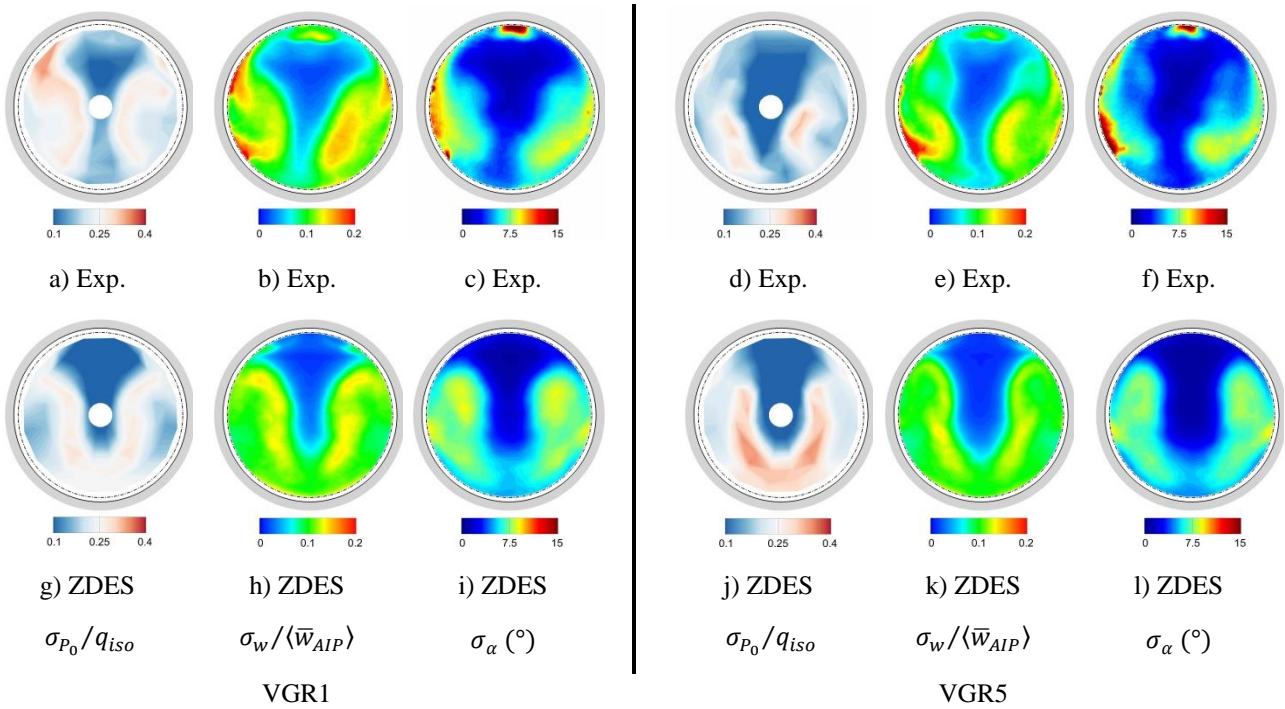 0.1 0.25 0.4 0 0.1 0.2 0 7.5 15 0.1 0.25 0.4 0 0.1 0.2 0 7.5 15
a) Exp. b) Exp. c) Exp. d) Exp. e) Exp. f) Exp.
0.1 0.25 0.4 0 0.1 0.2 0 7.5 15 0.1 0.25 0.4 0 0.1 0.2 0 7.5 15
g) ZDES h) ZDES i) ZDES j) ZDES k) ZDES l) ZDES
σ_{P_0}/q_{iso} σ_w/⟨w̅_{AIP}⟩ σ_α (°) σ_{P_0}/q_{iso} σ_w/⟨w̅_{AIP}⟩ σ_α (°)
VGR1 VGR5